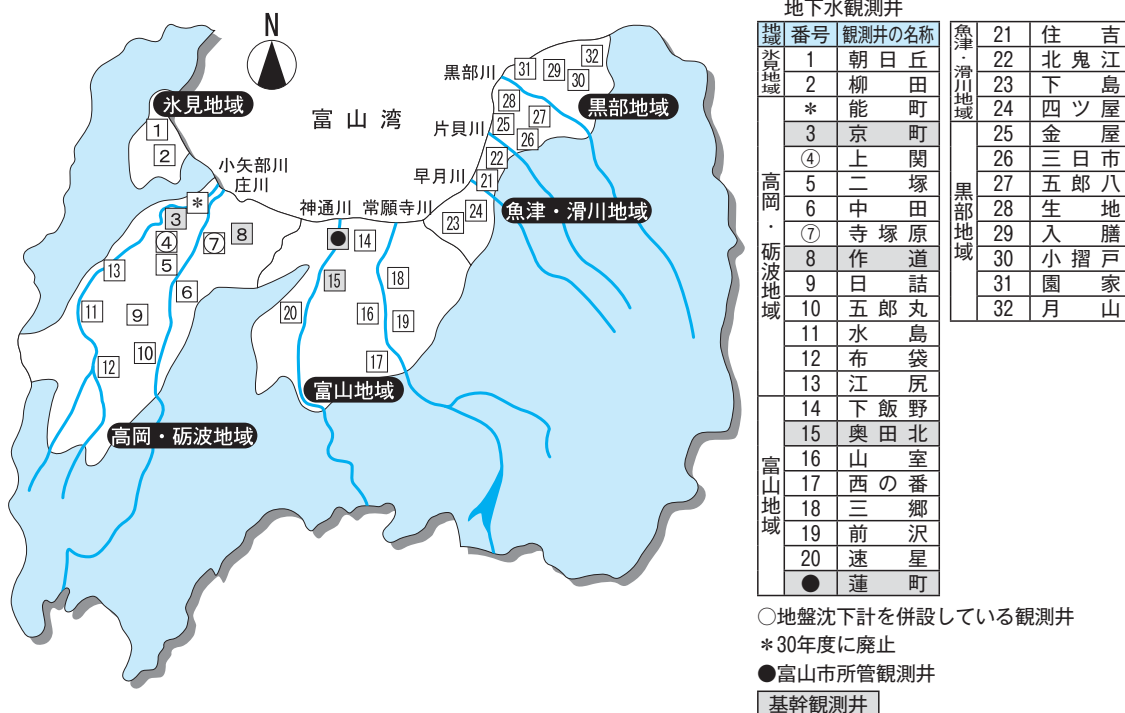 N
黒部川
31
29
32
30
氷見地域
富山湾
28
黒部地域
片貝川
25
27
26
1
2
小矢部川
庄川
早月川
22
21
＊
神通川
常願寺川
23
24
魚津・滑川地域
3
④
⑦
8
●
14
5
13
15
18
6
11
9
20
16
19
10
12
17
富山地域
高岡・砺波地域
地下水観測井
地域 番号 観測井の名称
氷見地域
1 朝日丘
2 柳田
高岡・砺波地域
＊ 能町
3 京町
④ 上関
5 二塚
6 中田
⑦ 寺塚原
8 作道
9 日詰
10 五郎丸
11 水島
12 布袋
13 江尻
富山地域
14 下飯野
15 奥田北
16 山室
17 西の番
18 三郷
19 前沢
20 速星
● 蓮町
魚津・滑川地域
21 住吉
22 北鬼江
23 下島
24 四ツ屋
黒部地域
25 金屋
26 三日市
27 五郎八
28 生地
29 入膳
30 小摺戸
31 園家
32 月山
○地盤沈下計を併設している観測井
＊30年度に廃止
●富山市所管観測井
基幹観測井